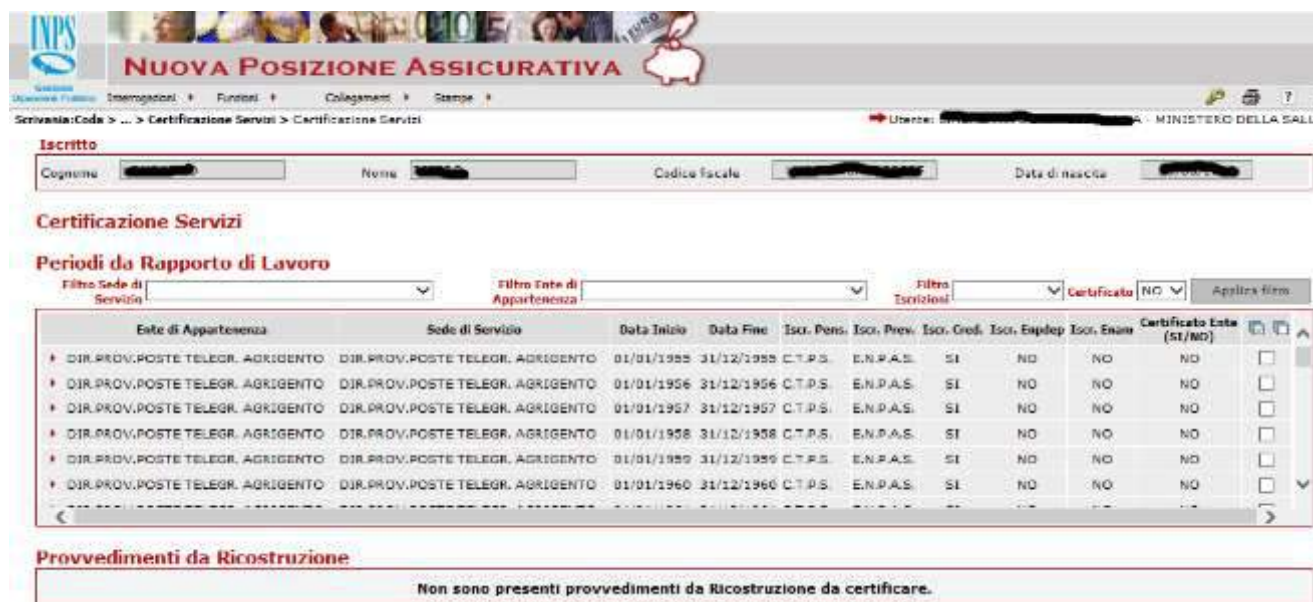 INPS
NUOVA POSIZIONE ASSICURATIVA
Gestione
Interrogazioni Funzioni Collegamenti Stampe ?
Scrivania:Coda > ... > Certificazione Servizi > Certificazione Servizi Utente: A - MINISTERO DELLA SALU
Iscritto
Cognome Nome Codice fiscale Data di nascita
Certificazione Servizi
Periodi da Rapporto di Lavoro
Filtro Sede di Servizio Filtro Ente di Appartenenza Filtro Iscrizioni Certificato NO Applica filtro
Ente di Appartenenza Sede di Servizio Data Inizio Data Fine Iscr. Pens. Iscr. Prev. Iscr. Cred. Iscr. Enpdep Iscr. Enam Certificato Ente (SI/NO)
DIR.PROV.POSTE TELEGR. AGRIGENTO DIR.PROV.POSTE TELEGR. AGRIGENTO 01/01/1955 31/12/1955 C.T.P.S. E.N.P.A.S. SI NO NO NO
DIR.PROV.POSTE TELEGR. AGRIGENTO DIR.PROV.POSTE TELEGR. AGRIGENTO 01/01/1956 31/12/1956 C.T.P.S. E.N.P.A.S. SI NO NO NO
DIR.PROV.POSTE TELEGR. AGRIGENTO DIR.PROV.POSTE TELEGR. AGRIGENTO 01/01/1957 31/12/1957 C.T.P.S. E.N.P.A.S. SI NO NO NO
DIR.PROV.POSTE TELEGR. AGRIGENTO DIR.PROV.POSTE TELEGR. AGRIGENTO 01/01/1958 31/12/1958 C.T.P.S. E.N.P.A.S. SI NO NO NO
DIR.PROV.POSTE TELEGR. AGRIGENTO DIR.PROV.POSTE TELEGR. AGRIGENTO 01/01/1959 31/12/1959 C.T.P.S. E.N.P.A.S. SI NO NO NO
DIR.PROV.POSTE TELEGR. AGRIGENTO DIR.PROV.POSTE TELEGR. AGRIGENTO 01/01/1960 31/12/1960 C.T.P.S. E.N.P.A.S. SI NO NO NO
Provvedimenti da Ricostruzione
Non sono presenti provvedimenti da Ricostruzione da certificare.